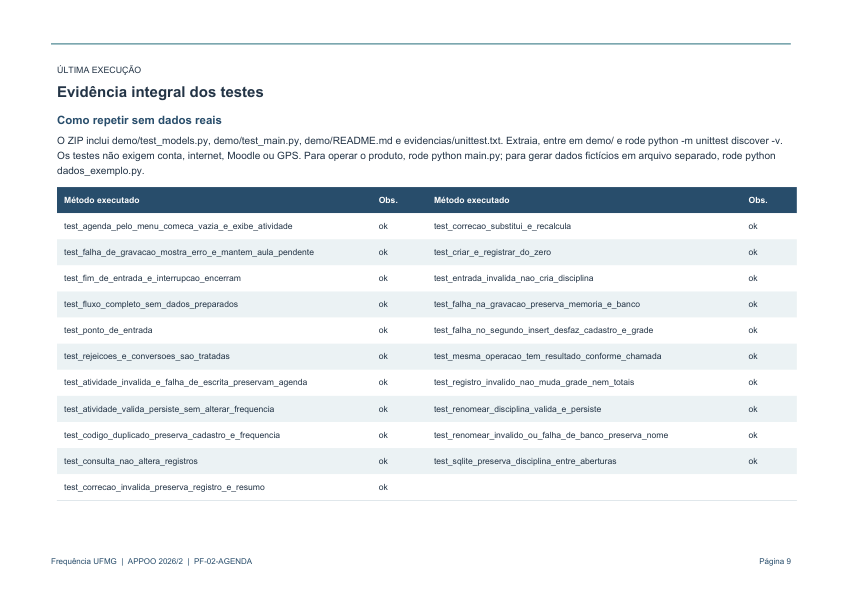 ÚLTIMA EXECUÇÃO
Evidência integral dos testes
Como repetir sem dados reais
O ZIP inclui demo/test_models.py, demo/test_main.py, demo/README.md e evidencias/unittest.txt. Extraia, entre em demo/ e rode python -m unittest discover -v.
Os testes não exigem conta, internet, Moodle ou GPS. Para operar o produto, rode python main.py; para gerar dados fictícios em arquivo separado, rode python
dados_exemplo.py.
Método executado Obs. Método executado Obs.
test_agenda_pelo_menu_comeca_vazia_e_exibe_atividade ok test_correcao_substitui_e_recalcula ok
test_falha_de_gravacao_mostra_erro_e_mantem_aula_pendente ok test_criar_e_registrar_do_zero ok
test_fim_de_entrada_e_interrupcao_encerram ok test_entrada_invalida_nao_cria_disciplina ok
test_fluxo_completo_sem_dados_preparados ok test_falha_na_gravacao_preserva_memoria_e_banco ok
test_ponto_de_entrada ok test_falha_no_segundo_insert_desfaz_cadastro_e_grade ok
test_rejeicoes_e_conversoes_sao_tratadas ok test_mesma_operacao_tem_resultado_conforme_chamada ok
test_atividade_invalida_e_falha_de_escrita_preservam_agenda ok test_registro_invalido_nao_muda_grade_nem_totais ok
test_atividade_valida_persiste_sem_alterar_frequencia ok test_renomear_disciplina_valida_e_persiste ok
test_codigo_duplicado_preserva_cadastro_e_frequencia ok test_renomear_invalido_ou_falha_de_banco_preserva_nome ok
test_consulta_nao_altera_registros ok test_sqlite_preserva_disciplina_entre_aberturas ok
test_correcao_invalida_preserva_registro_e_resumo ok
Frequência UFMG | APPOO 2026/2 | PF-02-AGENDA Página 9